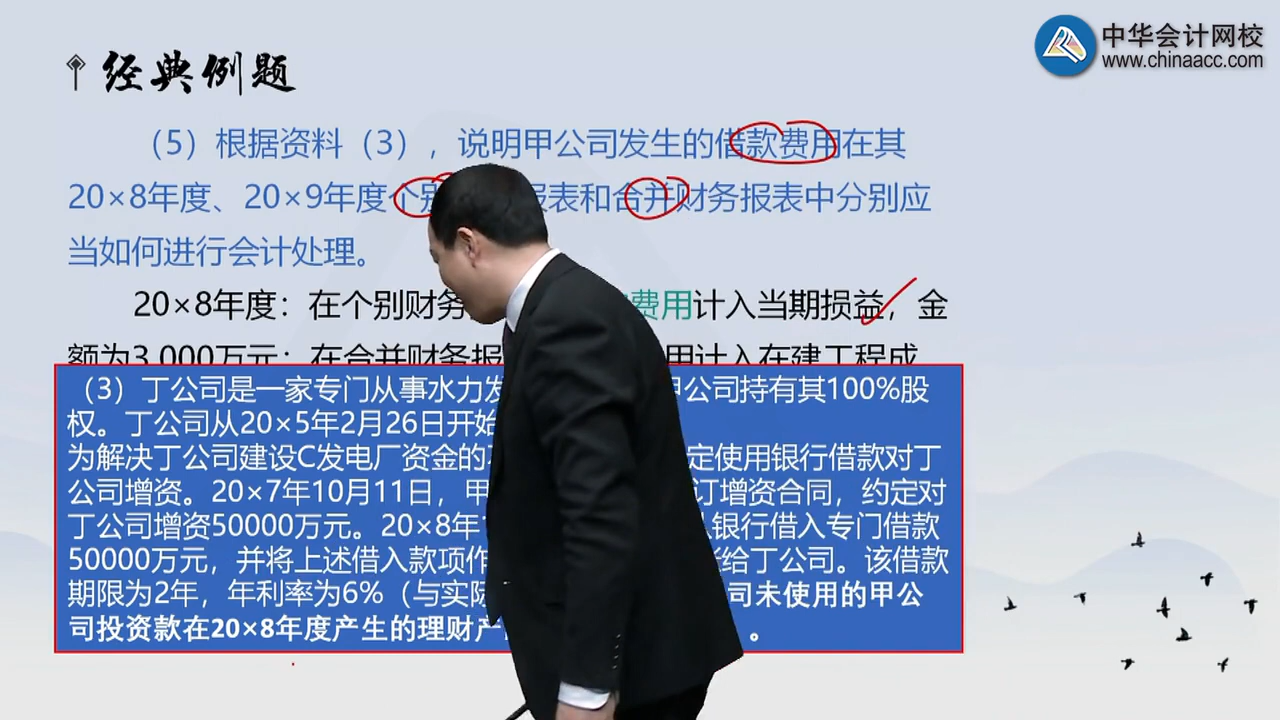 中华会计网校
www.chinaacc.com
经典例题
（5）根据资料（3），说明甲公司发生的借款费用在其
20×8年度、20×9年度个别 报表和合并财务报表中分别应
当如何进行会计处理。
20×8年度：在个别财务 费用计入当期损益，金
额为3 000万元；在合并财务报 用计入在建工程成
（3）丁公司是一家专门从事水力发 甲公司持有其100%股
权。丁公司从20×5年2月26日开始
为解决丁公司建设C发电厂资金的 定使用银行借款对丁
公司增资。20×7年10月11日，甲 订增资合同，约定对
丁公司增资50000万元。20×8年 从银行借入专门借款
50000万元，并将上述借入款项作 给丁公司。该借款
期限为2年，年利率为6%（与实际 司未使用的甲公
司投资款在20×8年度产生的理财产 。